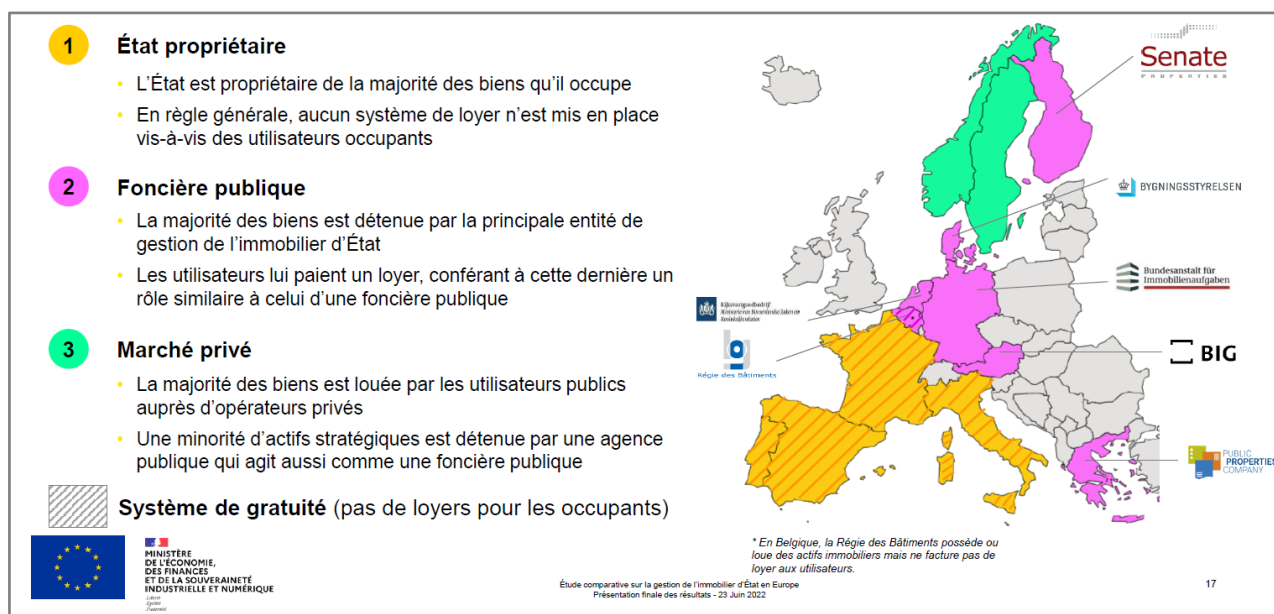 1
État propriétaire
• L'État est propriétaire de la majorité des biens qu'il occupe
• En règle générale, aucun système de loyer n'est mis en place
vis-à-vis des utilisateurs occupants
2
Foncière publique
• La majorité des biens est détenue par la principale entité de
gestion de l'immobilier d'État
• Les utilisateurs lui paient un loyer, conférant à cette dernière un
rôle similaire à celui d'une foncière publique
3
Marché privé
• La majorité des biens est louée par les utilisateurs publics
auprès d'opérateurs privés
• Une minorité d'actifs stratégiques est détenue par une agence
publique qui agit aussi comme une foncière publique
Système de gratuité (pas de loyers pour les occupants)
Senate
PROPERTIES
BYGNINGSSTYRELSEN
Bundesanstalt für
Immobilienaufgaben
Rijksvastgoedbedrijf
Régie des Bâtiments
BIG
PUBLIC
PROPERTIES
COMPANY
*
* En Belgique, la Régie des Bâtiments possède ou
loue des actifs immobiliers mais ne facture pas de
loyer aux utilisateurs.
MINISTÈRE
DE L'ÉCONOMIE,
DES FINANCES
ET DE LA SOUVERAINETÉ
INDUSTRIELLE ET NUMÉRIQUE
Liberté
Égalité
Fraternité
Étude comparative sur la gestion de l'immobilier d'État en Europe
Présentation finale des résultats - 23 Juin 2022
17